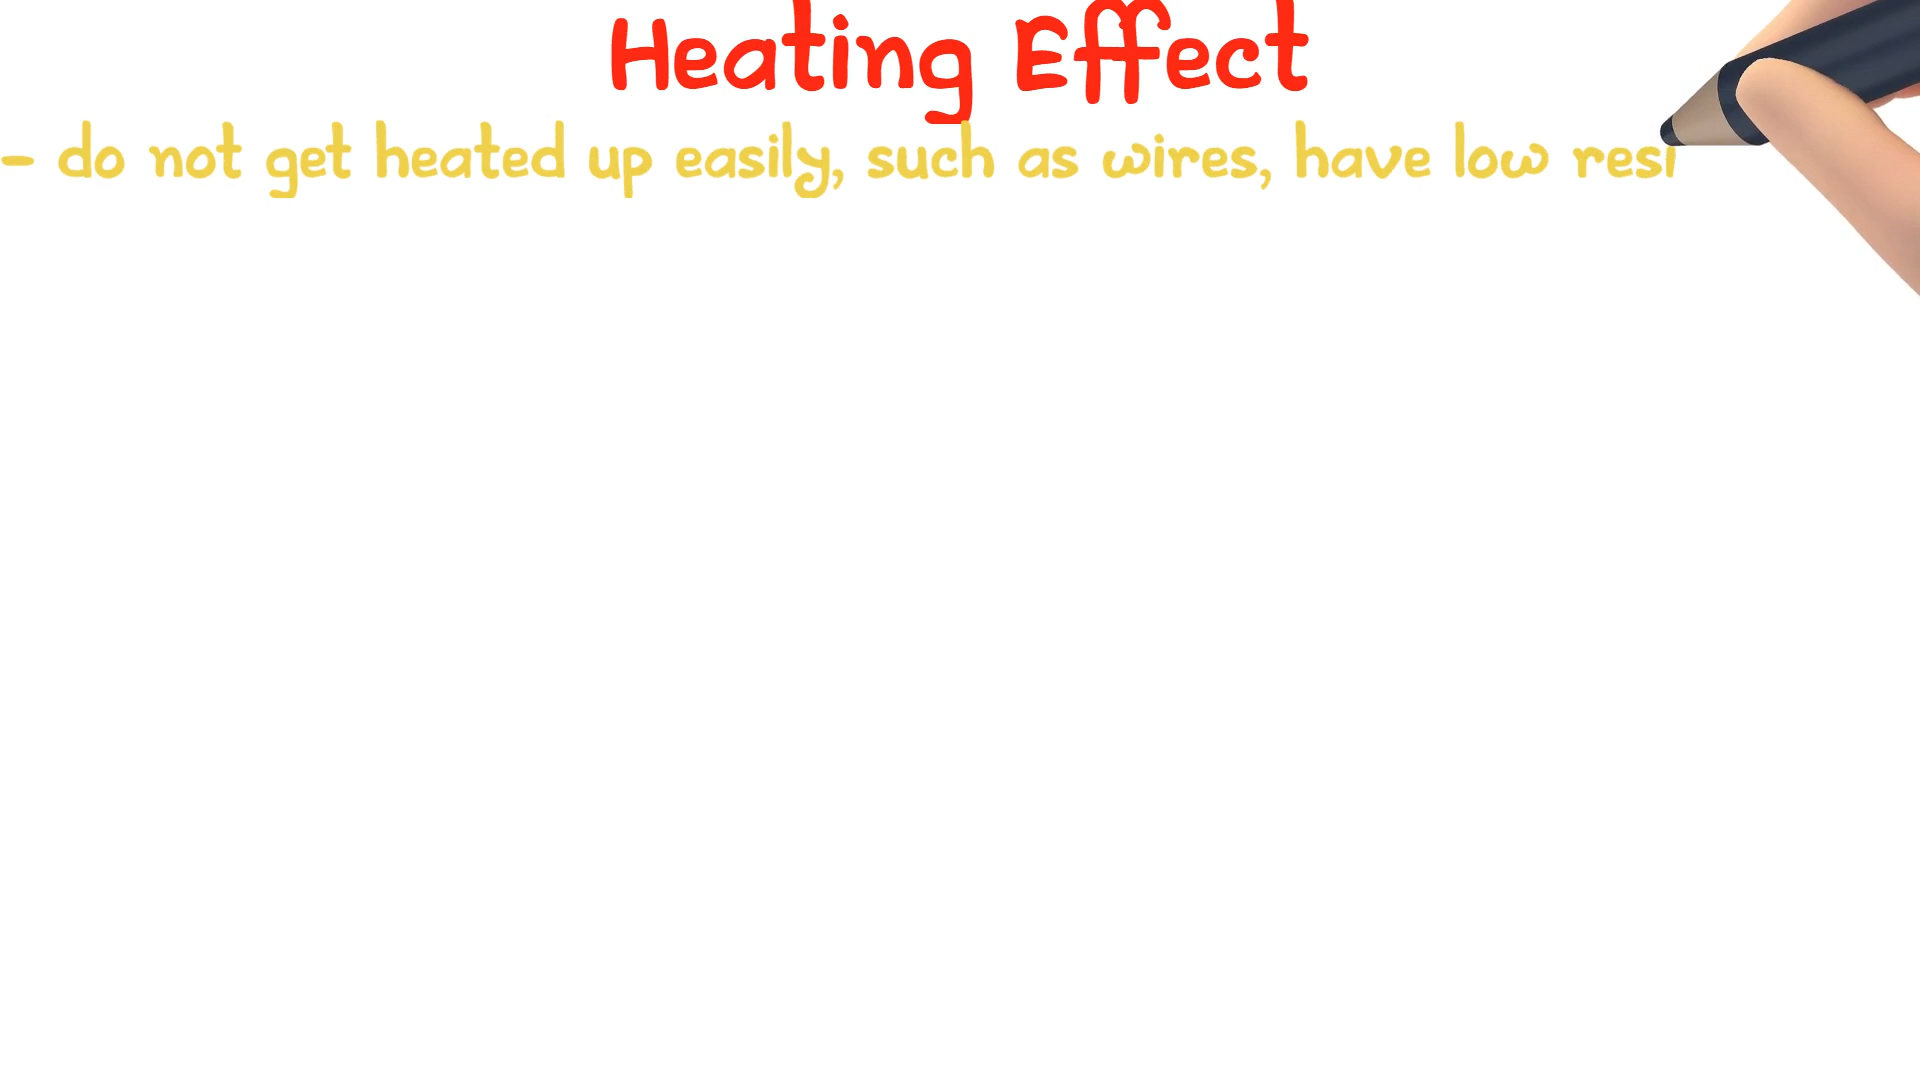 Heating Effect
- do not get heated up easily, such as wires, have low resi